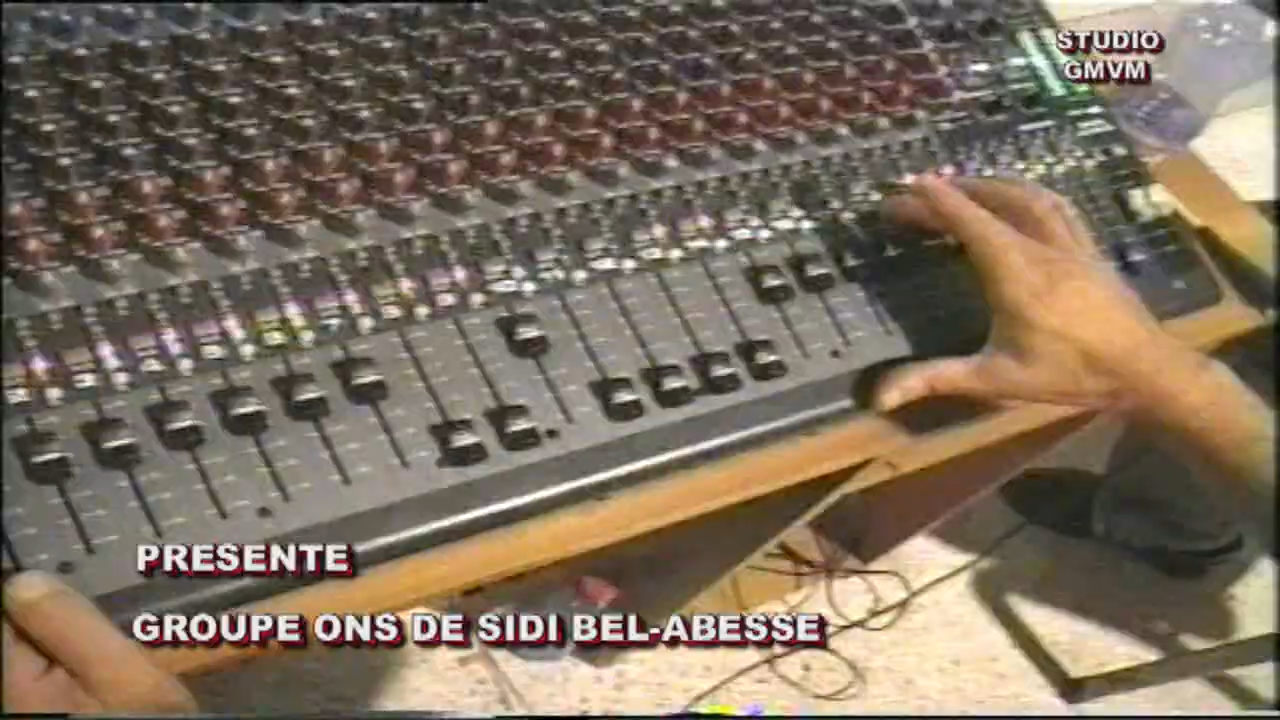 STUDIO
GMVM
PRESENTE
GROUPE ONS DE SIDI BEL-ABESSE